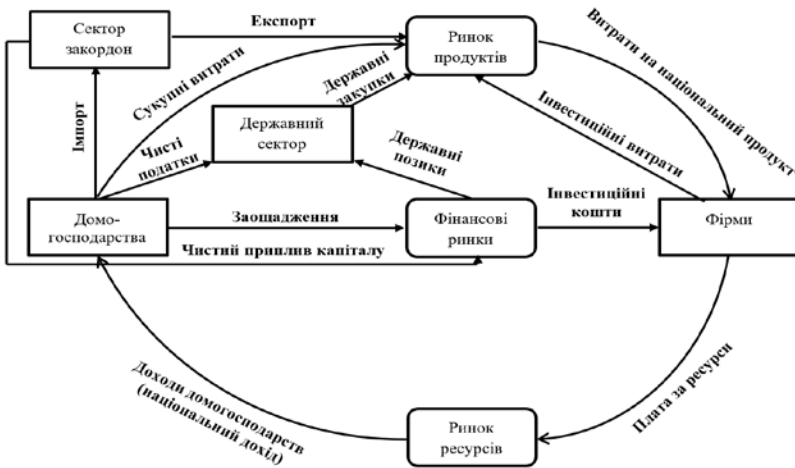 Сектор
закордон
Експорт
Ринок
продуктів
Витрати на національний продукт
Сукупні витрати
Державні
закупки
Імпорт
Державний
сектор
Чисті
податки
Державні
позики
Інвестиційні витрати
Домо-
господарства
Заощадження
Фінансові
ринки
Інвестиційні
кошти
Фірми
Чистий приплив капіталу
Доходи домогосподарств
(національний дохід)
Ринок
ресурсів
Плата за ресурси